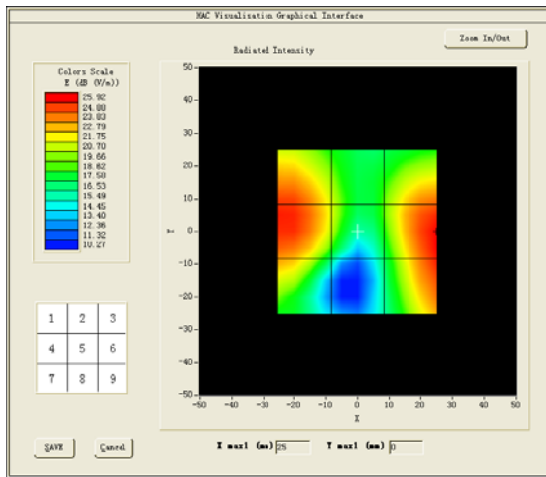 HAC Visualisation Graphical Interface
Zoom In/Out
Radiated Intensity
Colors Scale
E (dB (V/m))
25.92
24.88
23.83
22.79
21.75
20.70
19.66
18.62
17.58
16.53
15.49
14.45
13.40
12.36
11.32
10.27
50
40
30
20
10
0
-10
-20
-30
-40
-50
Y
-50 -40 -30 -20 -10 0 10 20 30 40 50
X
1 2 3
4 5 6
7 8 9
SAVE
Cancel
X max1 (mm) 25
Y max1 (mm) 0